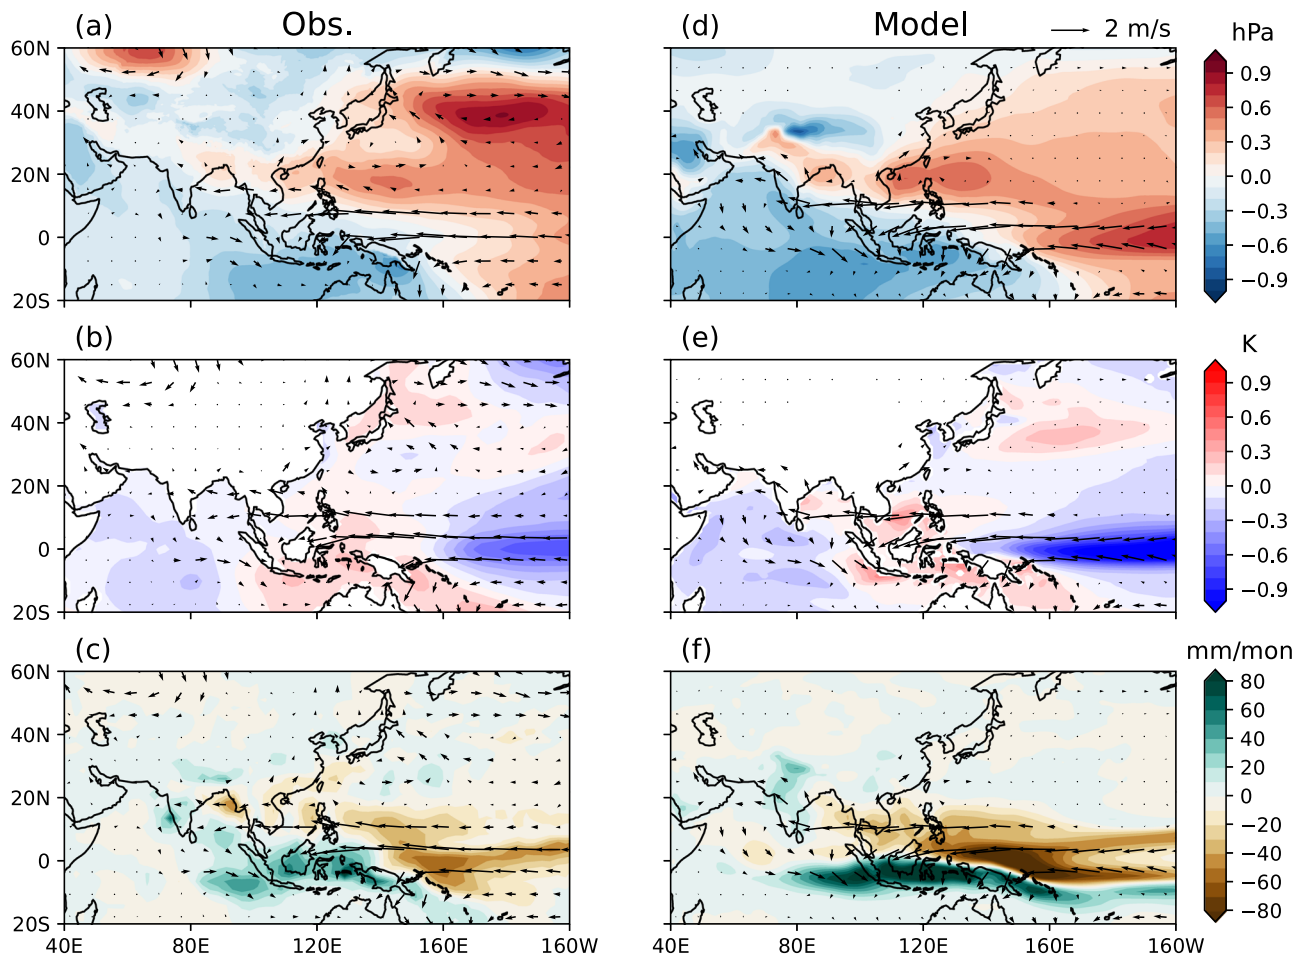 (a) Obs. (d) Model 2 m/s hPa
60N
40N
20N
0
20S
0.9
0.6
0.3
0.0
−0.3
−0.6
−0.9
(b) (e) K
60N
40N
20N
0
20S
0.9
0.6
0.3
0.0
−0.3
−0.6
−0.9
(c) (f) mm/mon
60N
40N
20N
0
20S
80
60
40
20
0
−20
−40
−60
−80
40E 80E 120E 160E 160W 40E 80E 120E 160E 160W